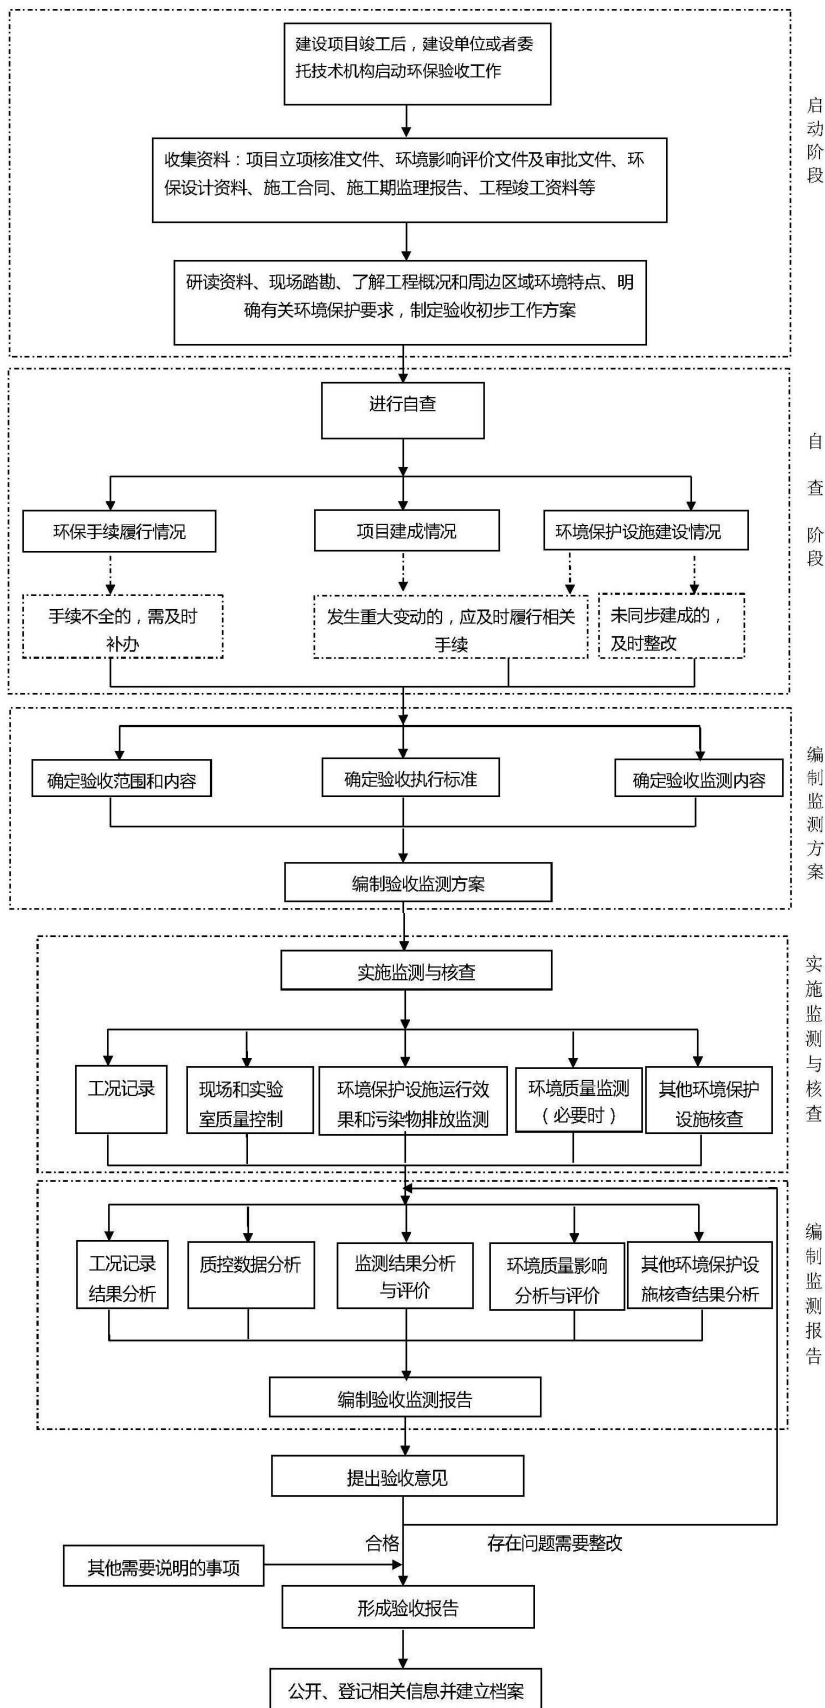 建设项目竣工后，建设单位或者委
托技术机构启动环保验收工作
启动阶段
收集资料：项目立项核准文件、环境影响评价文件及审批文件、环
保设计资料、施工合同、施工期监理报告、工程竣工资料等
研读资料、现场踏勘、了解工程概况和周边区域环境特点、明
确有关环境保护要求，制定验收初步工作方案
进行自查
自查阶段
环保手续履行情况
项目建成情况
环境保护设施建设情况
手续不全的，需及时
补办
发生重大变动的，应及时履行相关
手续
未同步建成的，
及时整改
编制监测方案
确定验收范围和内容
确定验收执行标准
确定验收监测内容
编制验收监测方案
实施监测与核查
实施监测与核查
工况记录
现场和实验
室质量控制
环境保护设施运行效
果和污染物排放监测
环境质量监测
（必要时）
其他环境保护
设施核查
编制监测报告
工况记录
结果分析
质控数据分析
监测结果分析
与评价
环境质量影响
分析与评价
其他环境保护设
施核查结果分析
编制验收监测报告
提出验收意见
合格
存在问题需要整改
其他需要说明的事项
形成验收报告
公开、登记相关信息并建立档案